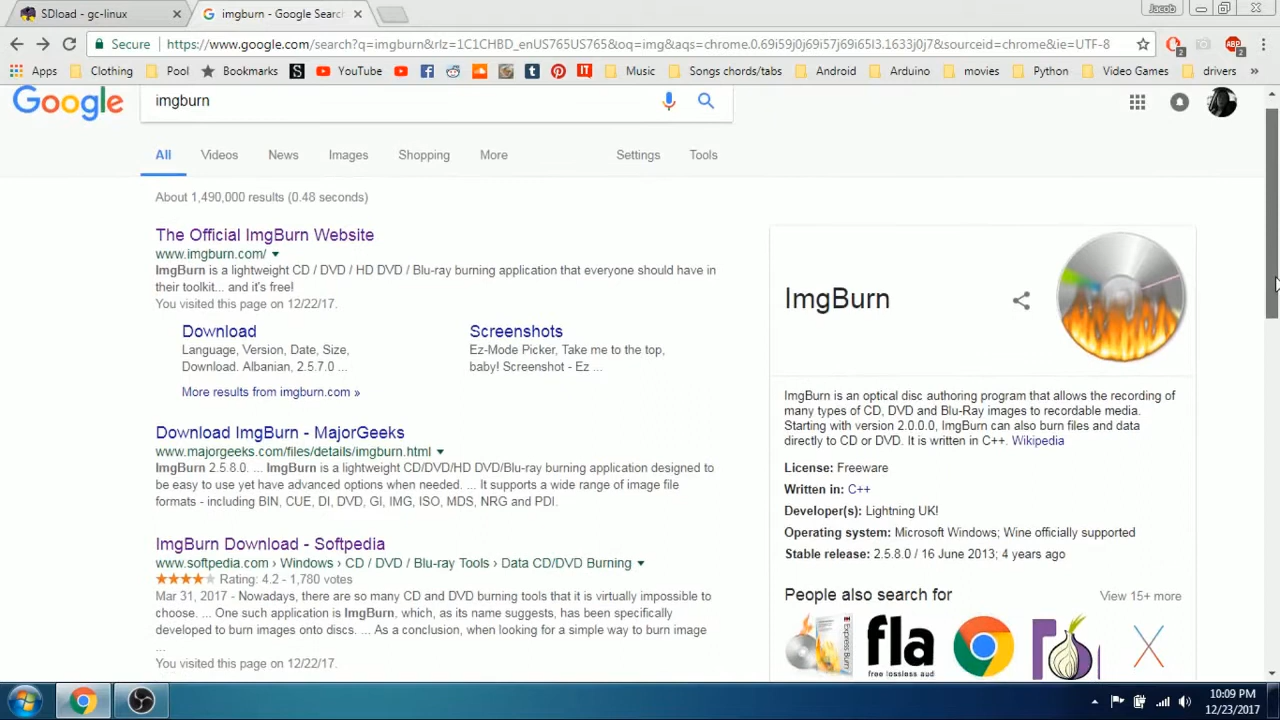 SDload - gc-linux
imgburn - Google Search
Jacob
Secure
https://www.google.com/search?q=imgburn&rlz=1C1CHBD_enUS765US765&oq=img&aqs=chrome.0.69i59j0j69i57j69i65l3.1633j0j7&sourceid=chrome&ie=UTF-8
2
ABP
2
Apps
Clothing
Pool
Bookmarks
S
YouTube
t
IT
Music
Songs chords/tabs
Android
Arduino
movies
Python
Video Games
drivers
»
Google
imgburn
All
Videos
News
Images
Shopping
More
Settings
Tools
About 1,490,000 results (0.48 seconds)
The Official ImgBurn Website
www.imgburn.com/
ImgBurn is a lightweight CD / DVD / HD DVD / Blu-ray burning application that everyone should have in
their toolkit... and it's free!
You visited this page on 12/22/17.
Download
Language, Version, Date, Size,
Download. Albanian, 2.5.7.0 ...
Screenshots
Ez-Mode Picker, Take me to the top,
baby! Screenshot - Ez ...
More results from imgburn.com »
Download ImgBurn - MajorGeeks
www.majorgeeks.com/files/details/imgburn.html
ImgBurn 2.5.8.0. ... ImgBurn is a lightweight CD/DVD/HD DVD/Blu-ray burning application designed to
be easy to use yet have advanced options when needed. ... It supports a wide range of image file
formats - including BIN, CUE, DI, DVD, GI, IMG, ISO, MDS, NRG and PDI.
ImgBurn Download - Softpedia
www.softpedia.com › Windows › CD / DVD / Blu-ray Tools › Data CD/DVD Burning
Rating: 4.2 - 1,780 votes
Mar 31, 2017 - Nowadays, there are so many CD and DVD burning tools that it is virtually impossible to
choose. ... One such application is ImgBurn, which, as its name suggests, has been specifically
developed to burn images onto discs. ... As a conclusion, when looking for a simple way to burn image
...
You visited this page on 12/22/17.
ImgBurn
ImgBurn is an optical disc authoring program that allows the recording of
many types of CD, DVD and Blu-Ray images to recordable media.
Starting with version 2.0.0.0, ImgBurn can also burn files and data
directly to CD or DVD. It is written in C++. Wikipedia
License: Freeware
Written in: C++
Developer(s): Lightning UK!
Operating system: Microsoft Windows; Wine officially supported
Stable release: 2.5.8.0 / 16 June 2013; 4 years ago
People also search for
View 15+ more
Express Burn
fla
free lossless aud
10:09 PM
12/23/2017